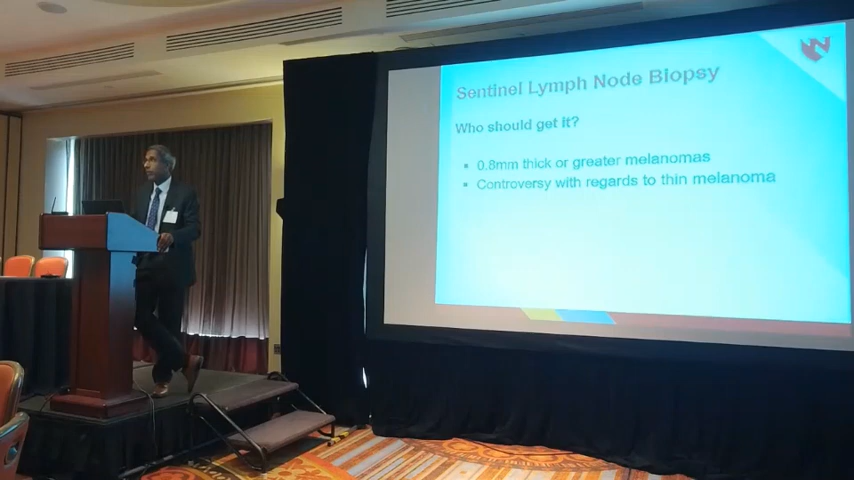 Sentinel Lymph Node Biopsy
Who should get it?
▪ 0.8mm thick or greater melanomas
▪ Controversy with regards to thin melanoma
N